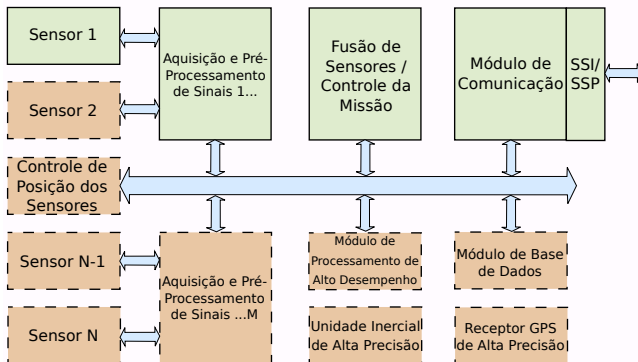 Sensor 1
Sensor 2
Controle de
Posição dos
Sensores
Sensor N-1
Sensor N
Aquisição e Pré-
Processamento
de Sinais 1...
Aquisição e Pré-
Processamento
de Sinais ...M
Fusão de
Sensores /
Controle da
Missão
Módulo de
Processamento de
Alto Desempenho
Unidade Inercial
de Alta Precisão
Módulo de
Comunicação
SSI/
SSP
Módulo de Base
de Dados
Receptor GPS
de Alta Precisão